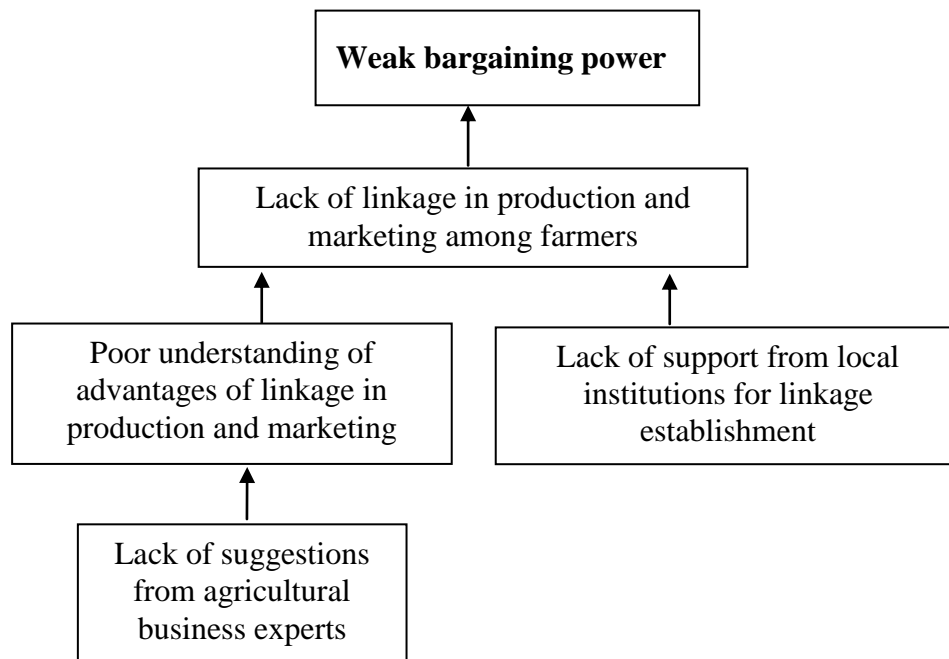 Weak bargaining power
Lack of linkage in production and
marketing among farmers
Poor understanding of
advantages of linkage in
production and marketing
Lack of support from local
institutions for linkage
establishment
Lack of suggestions
from agricultural
business experts